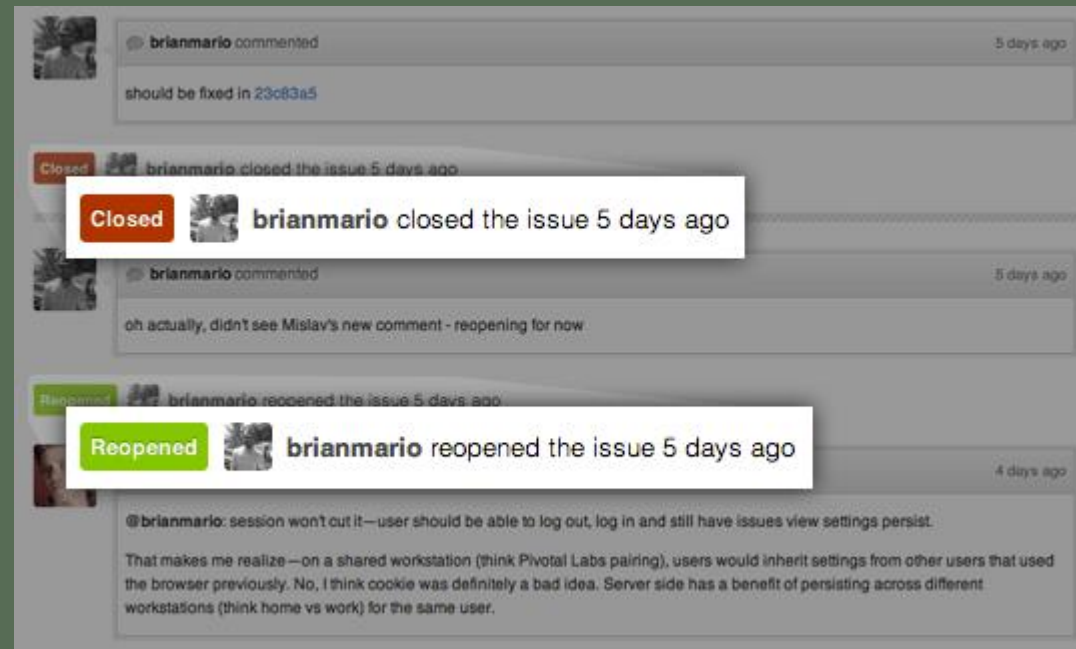 brianmario commented 5 days ago
should be fixed in 23c83a5
Closed brianmario closed the issue 5 days ago
Closed brianmario closed the issue 5 days ago
brianmario commented 5 days ago
oh actually, didn't see Mislav's new comment - reopening for now
Reopened brianmario reopened the issue 5 days ago
Reopened brianmario reopened the issue 5 days ago
4 days ago
@brianmario: session won't cut it—user should be able to log out, log in and still have issues view settings persist.
That makes me realize—on a shared workstation (think Pivotal Labs pairing), users would inherit settings from other users that used
the browser previously. No, I think cookie was definitely a bad idea. Server side has a benefit of persisting across different
workstations (think home vs work) for the same user.